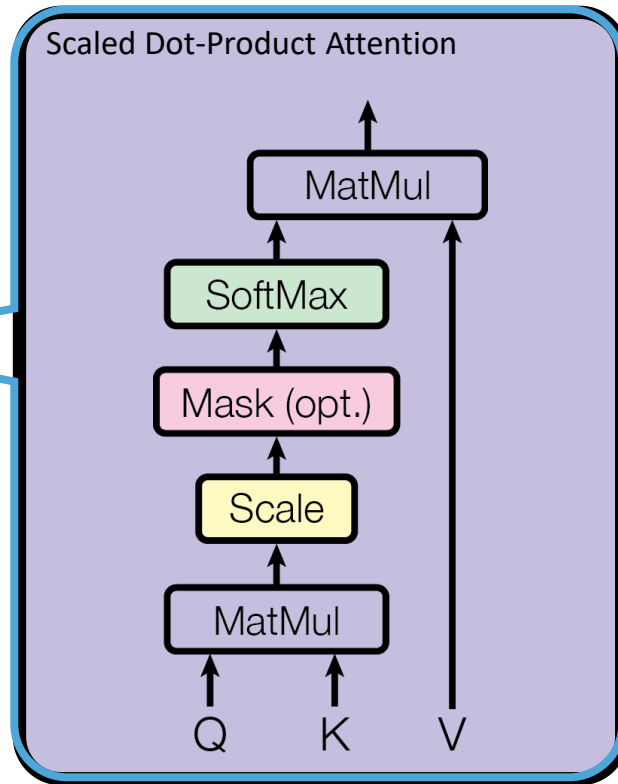 Scaled Dot-Product Attention
MatMul
SoftMax
Mask (opt.)
Scale
MatMul
Q K V